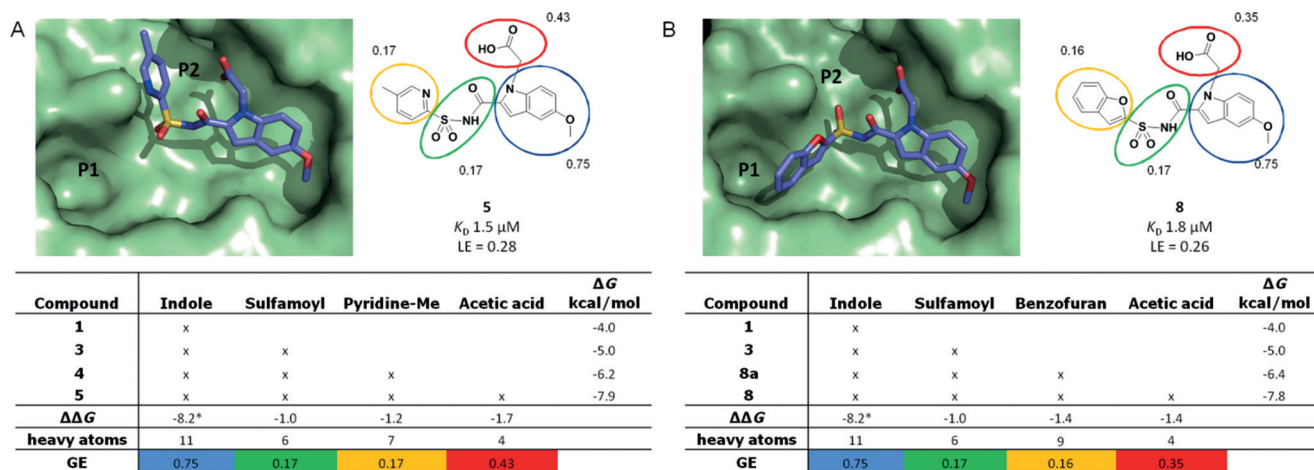 A
P2
P1
0.43
0.17
O
HO
N
N
O
S
NH
O
O
O
0.75
0.17
5
KD 1.5 µM
LE = 0.28
Compound Indole Sulfamoyl Pyridine-Me Acetic acid ΔG kcal/mol
1 x -4.0
3 x x -5.0
4 x x x -6.2
5 x x x x -7.9
ΔΔG -8.2* -1.0 -1.2 -1.7
heavy atoms 11 6 7 4
GE 0.75 0.17 0.17 0.43
B
P2
P1
0.35
0.16
O
HO
O
N
O
S
NH
O
O
O
0.75
0.17
8
KD 1.8 µM
LE = 0.26
Compound Indole Sulfamoyl Benzofuran Acetic acid ΔG kcal/mol
1 x -4.0
3 x x -5.0
8a x x x -6.4
8 x x x x -7.8
ΔΔG -8.2* -1.0 -1.4 -1.4
heavy atoms 11 6 9 4
GE 0.75 0.17 0.16 0.35